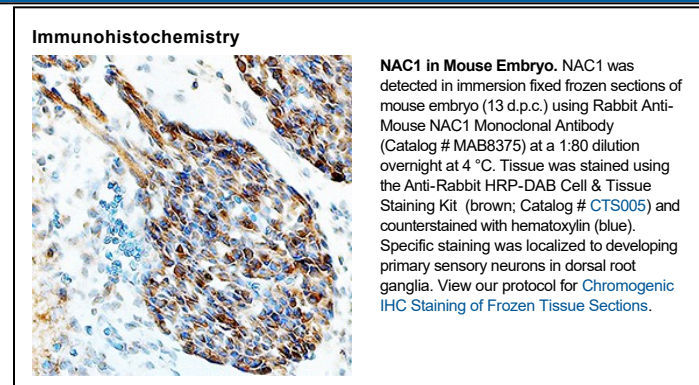 Immunohistochemistry
NAC1 in Mouse Embryo. NAC1 was
detected in immersion fixed frozen sections of
mouse embryo (13 d.p.c.) using Rabbit Anti-
Mouse NAC1 Monoclonal Antibody
(Catalog # MAB8375) at a 1:80 dilution
overnight at 4 °C. Tissue was stained using
the Anti-Rabbit HRP-DAB Cell & Tissue
Staining Kit (brown; Catalog # CTS005) and
counterstained with hematoxylin (blue).
Specific staining was localized to developing
primary sensory neurons in dorsal root
ganglia. View our protocol for Chromogenic
IHC Staining of Frozen Tissue Sections.